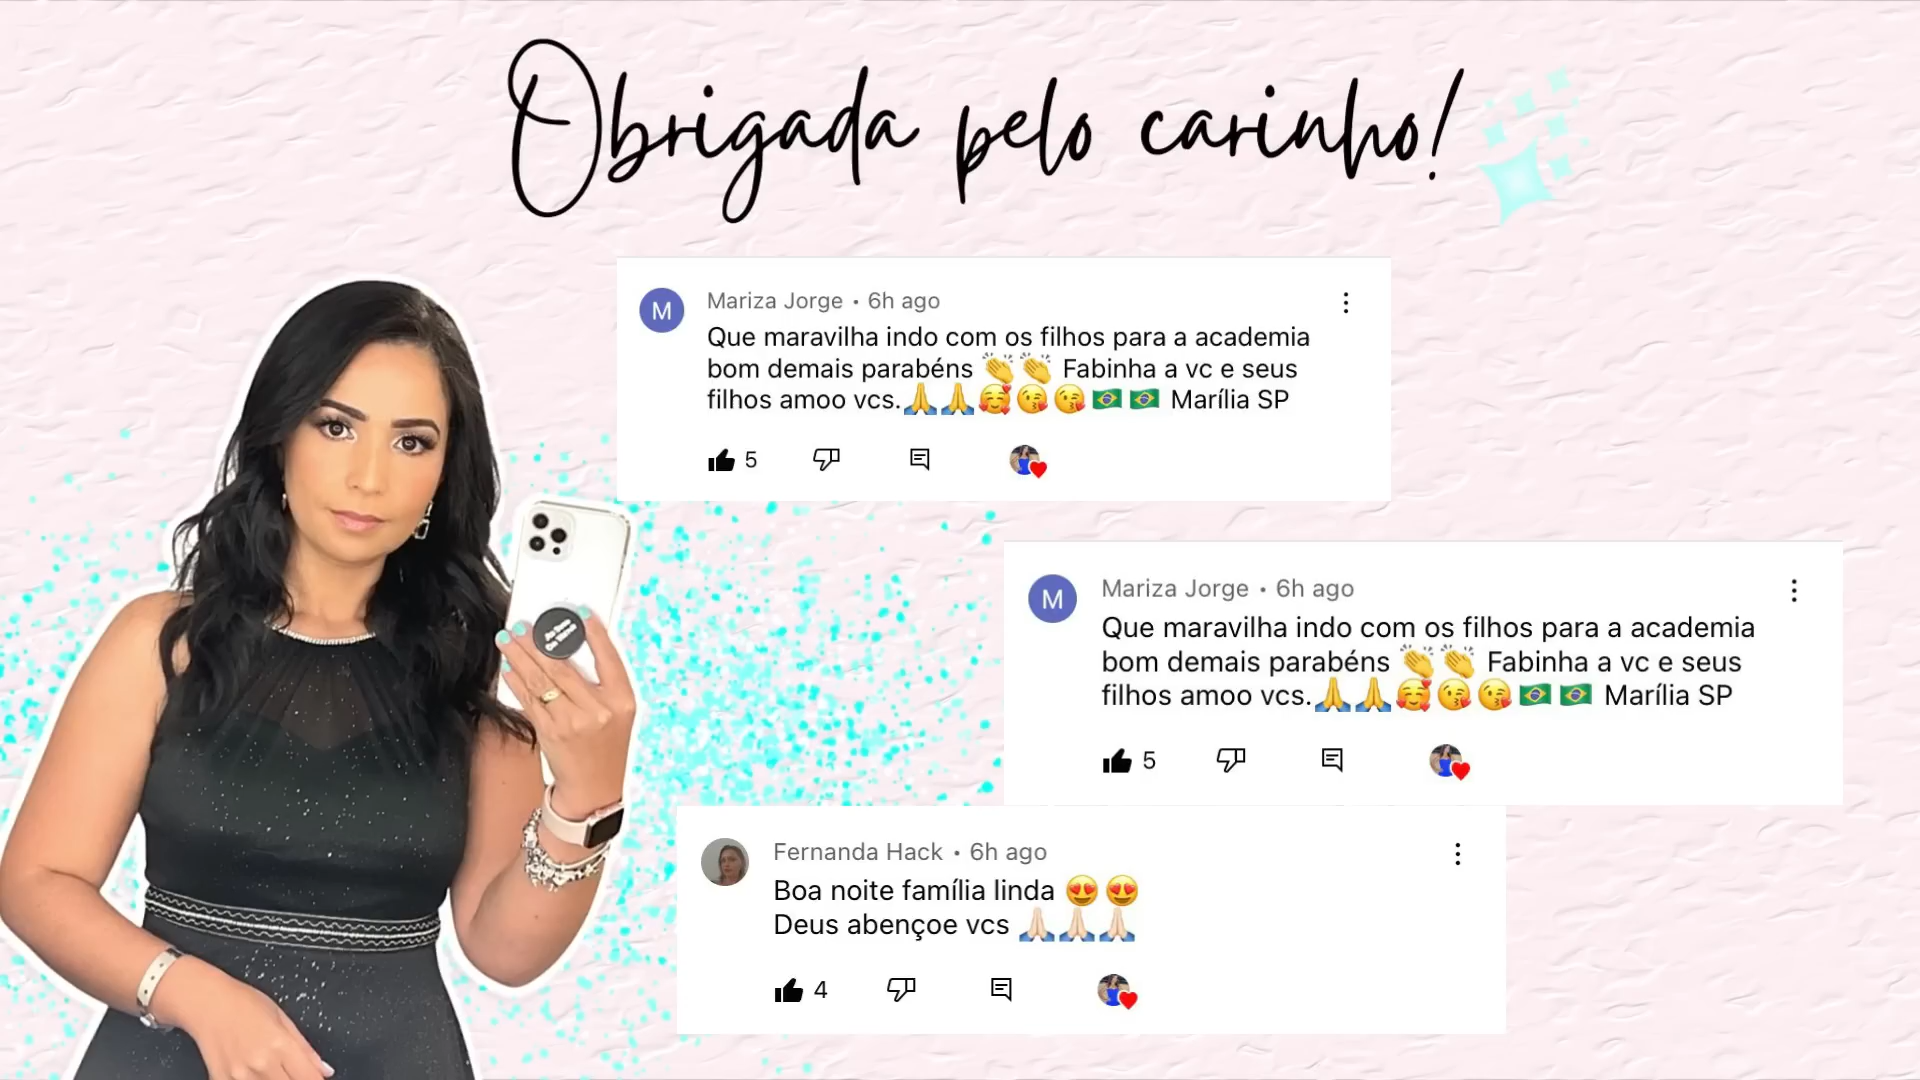 Obrigada pelo carinho!
M
Mariza Jorge • 6h ago
Que maravilha indo com os filhos para a academia
bom demais parabéns 👏👏 Fabinha a vc e seus
filhos amoo vcs.🙏🙏🥰😘😘🇧🇷🇧🇷 Marília SP
5
M
Mariza Jorge • 6h ago
Que maravilha indo com os filhos para a academia
bom demais parabéns 👏👏 Fabinha a vc e seus
filhos amoo vcs.🙏🙏🥰😘😘🇧🇷🇧🇷 Marília SP
5
Fernanda Hack • 6h ago
Boa noite família linda 😍😍
Deus abençoe vcs 🙏🏻🙏🏻🙏🏻
4